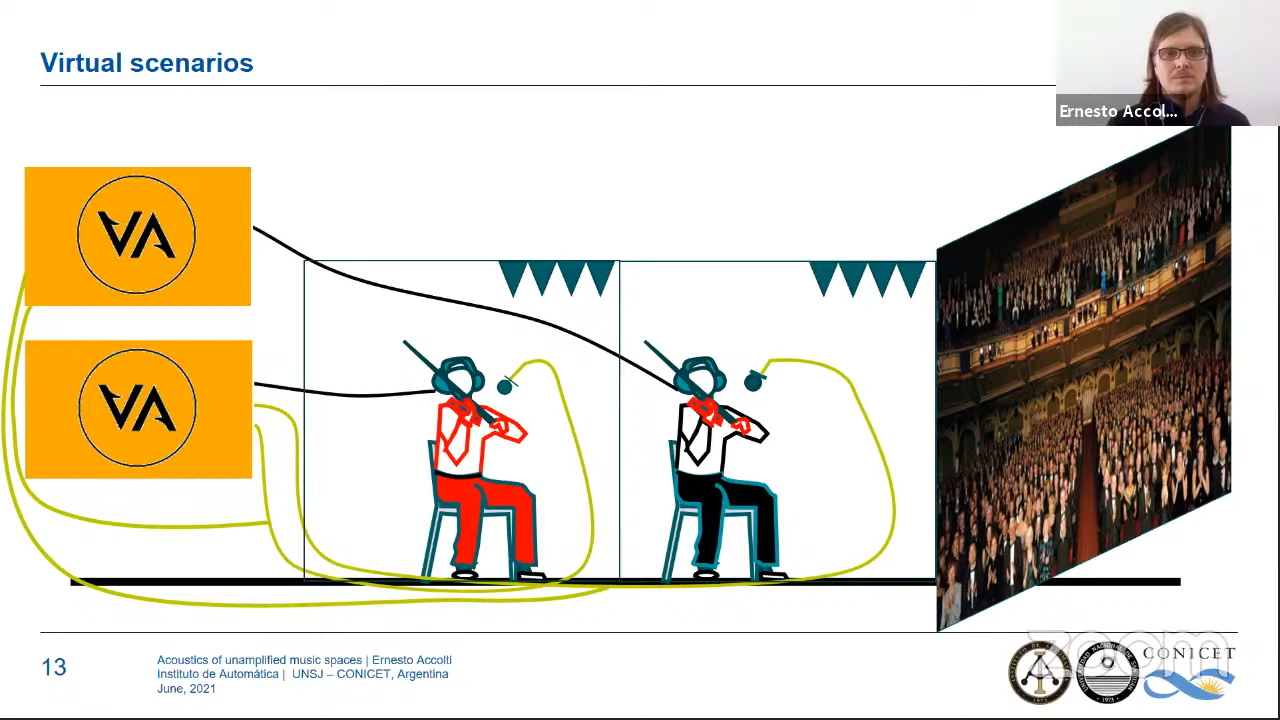 Virtual scenarios
Ernesto Accol...
VA
VA
13
Acoustics of unamplified music spaces | Ernesto Accolti
Instituto de Automática | UNSJ – CONICET, Argentina
June, 2021
zoom
CONICET